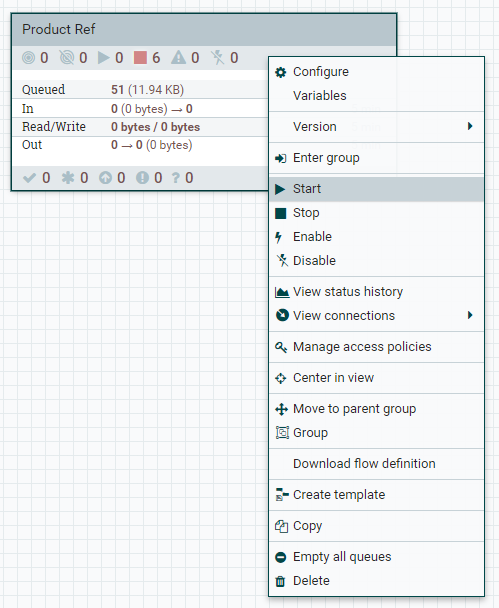 Product Ref
0 0 0 6 0 0
Queued 51 (11.94 KB)
In 0 (0 bytes) → 0
Read/Write 0 bytes / 0 bytes
Out 0 → 0 (0 bytes)
0 0 0 0 ? 0
Configure
Variables
Version
Enter group
Start
Stop
Enable
Disable
View status history
View connections
Manage access policies
Center in view
Move to parent group
Group
Download flow definition
Create template
Copy
Empty all queues
Delete